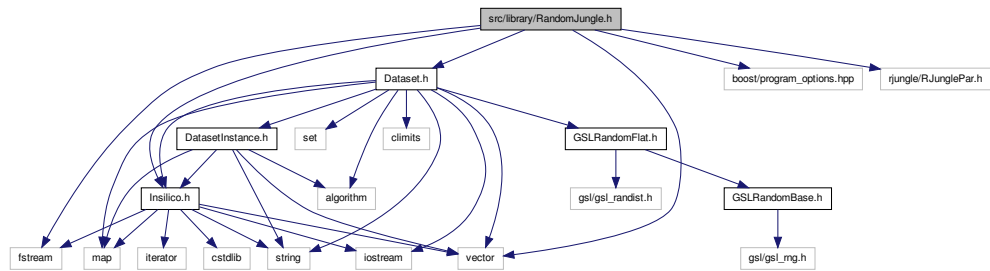 src/library/RandomJungle.h
Dataset.h
boost/program_options.hpp
rjungle/RJunglePar.h
DatasetInstance.h
set
climits
GSLRandomFlat.h
Insilico.h
algorithm
gsl/gsl_randist.h
GSLRandomBase.h
fstream
map
iterator
cstdlib
string
iostream
vector
gsl/gsl_rng.h